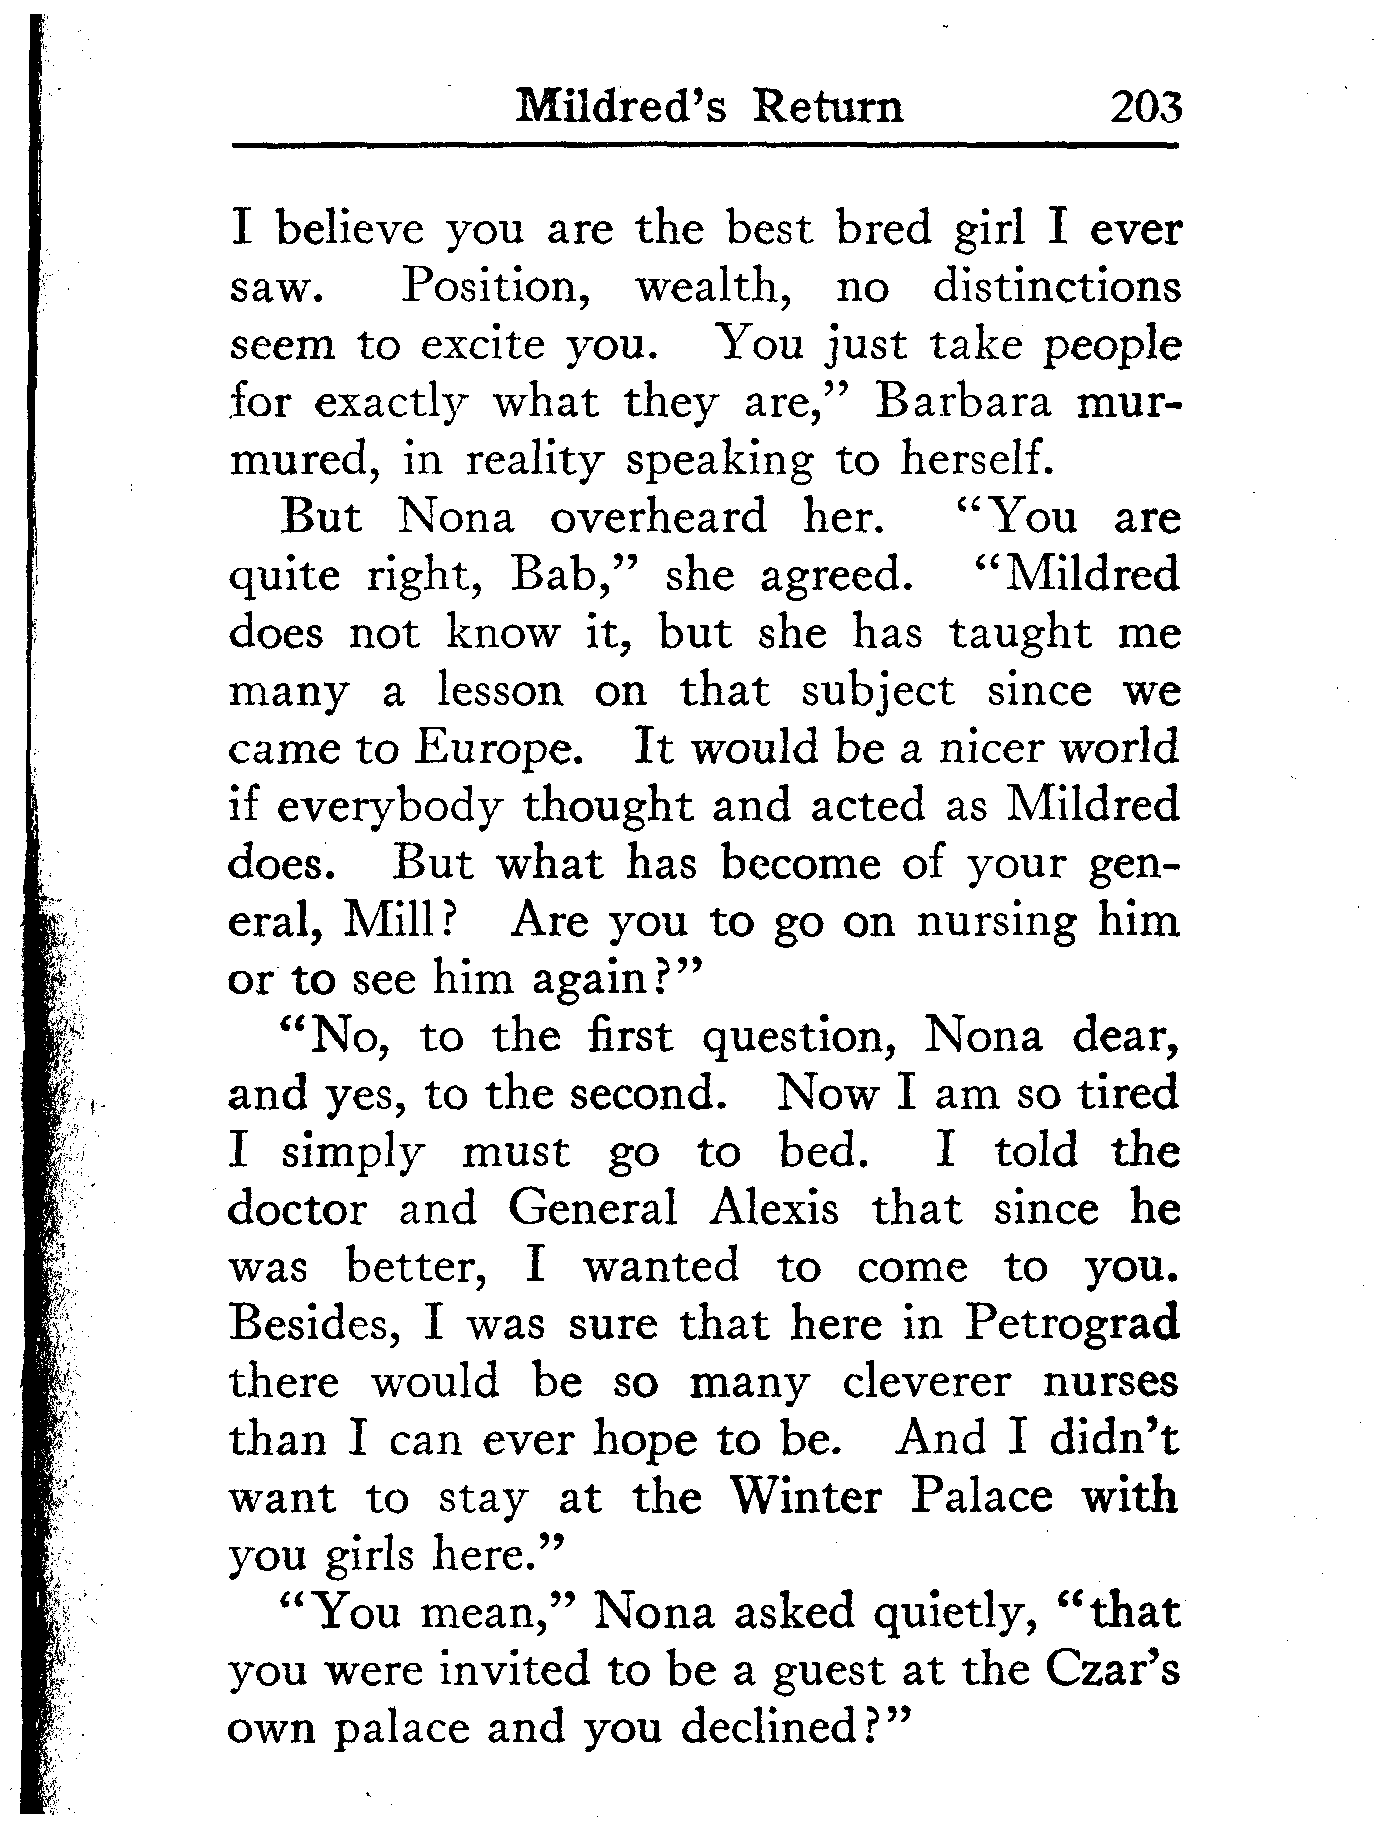 Mildred's Return 203
I believe you are the best bred girl I ever
saw. Position, wealth, no distinctions
seem to excite you. You just take people
for exactly what they are," Barbara mur-
mured, in reality speaking to herself.
But Nona overheard her. "You are
quite right, Bab," she agreed. "Mildred
does not know it, but she has taught me
many a lesson on that subject since we
came to Europe. It would be a nicer world
if everybody thought and acted as Mildred
does. But what has become of your gen-
eral, Mill? Are you to go on nursing him
or to see him again?"
"No, to the first question, Nona dear,
and yes, to the second. Now I am so tired
I simply must go to bed. I told the
doctor and General Alexis that since he
was better, I wanted to come to you.
Besides, I was sure that here in Petrograd
there would be so many cleverer nurses
than I can ever hope to be. And I didn't
want to stay at the Winter Palace with
you girls here."
"You mean," Nona asked quietly, "that
you were invited to be a guest at the Czar's
own palace and you declined?"